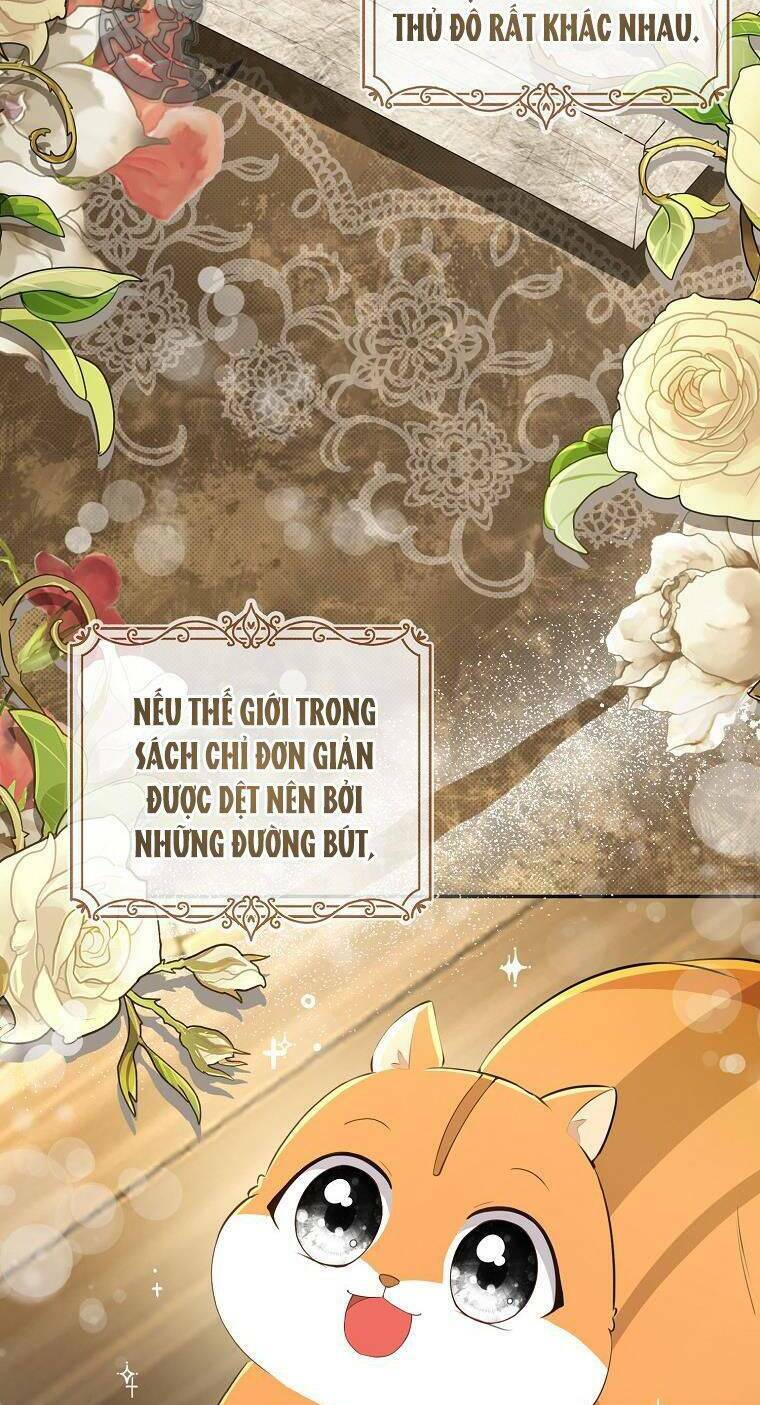 THỦ ĐÔ RẤT KHÁC NHAU.
NẾU THẾ GIỚI TRONG
SÁCH CHỈ ĐƠN GIẢN
ĐƯỢC DỆT NÊN BỞI
NHỮNG ĐƯỜNG BÚT,